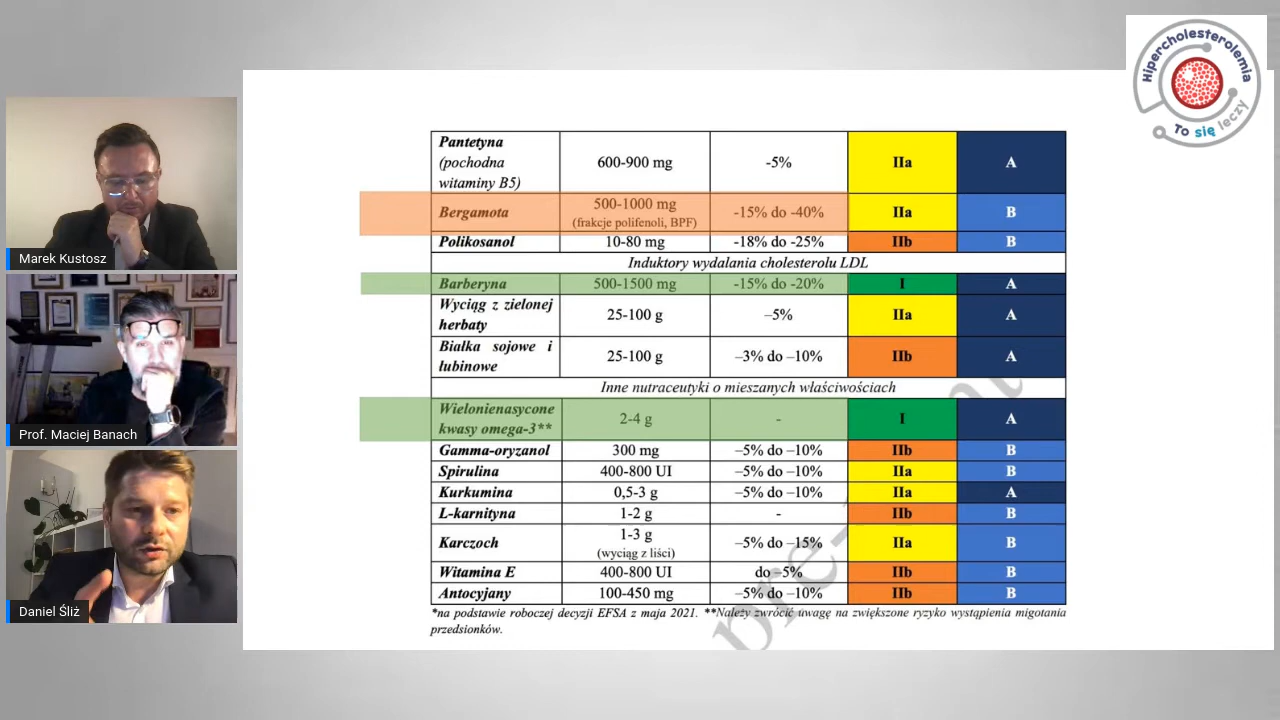 Hipercholesterolemia
To się leczy
Marek Kustosz
Prof. Maciej Banach
Daniel Śliż
Pantetyna 600-900 mg -5% IIa A
(pochodna
witaminy B5)
Bergamota 500-1000 mg -15% do -40% IIa B
(frakcje polifenoli, BPF)
Polikosanol 10-80 mg -18% do -25% IIb B
Induktory wydalania cholesterolu LDL
Barberyna 500-1500 mg -15% do -20% I A
Wyciąg z zielonej 25-100 g –5% IIa A
herbaty
Białka sojowe i 25-100 g –3% do –10% IIb A
łubinowe
Inne nutraceutyki o mieszanych właściwościach
Wielonienasycone 2-4 g - I A
kwasy omega-3**
Gamma-oryzanol 300 mg –5% do –10% IIb B
Spirulina 400-800 UI –5% do –10% IIa B
Kurkumina 0,5-3 g –5% do –10% IIa A
L-karnityna 1-2 g - IIb B
Karczoch 1-3 g –5% do –15% IIa B
(wyciąg z liści)
Witamina E 400-800 UI do –5% IIb B
Antocyjany 100-450 mg –5% do –10% IIb B
*na podstawie roboczej decyzji EFSA z maja 2021. **Należy zwrócić uwagę na zwiększone ryzyko wystąpienia migotania
przedsionków.